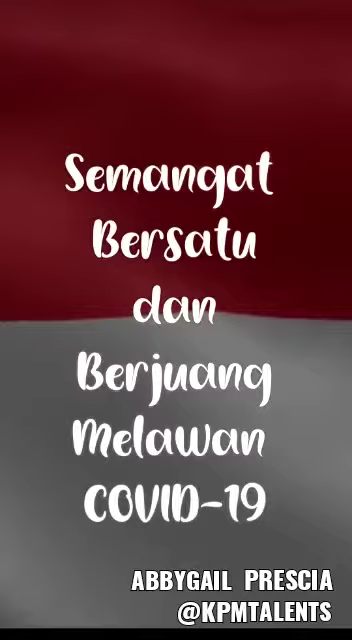 Semangat
Bersatu
dan
Berjuang
Melawan
COVID-19
ABBYGAIL PRESCIA
@KPMTALENTS